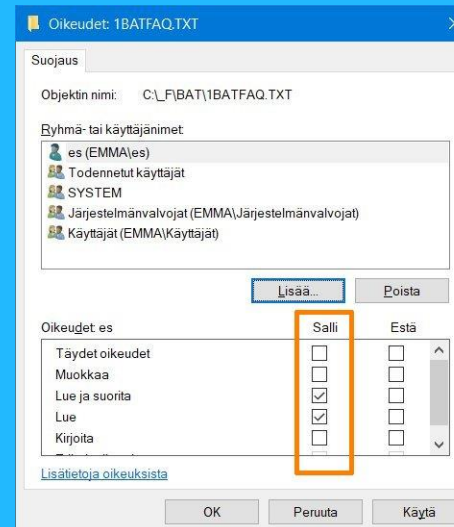 Oikeudet: 1BATFAQ.TXT
Suojaus
Objektin nimi: C:\_F\BAT\1BATFAQ.TXT
Ryhmä- tai käyttäjänimet:
es (EMMA\es)
Todennetut käyttäjät
SYSTEM
Järjestelmänvalvojat (EMMA\Järjestelmänvalvojat)
Käyttäjät (EMMA\Käyttäjät)
Lisää... Poista
Oikeudet: es Salli Estä
Täydet oikeudet
Muokkaa
Lue ja suorita
Lue
Kirjoita
Lisätietoja oikeuksista
OK Peruuta Käytä